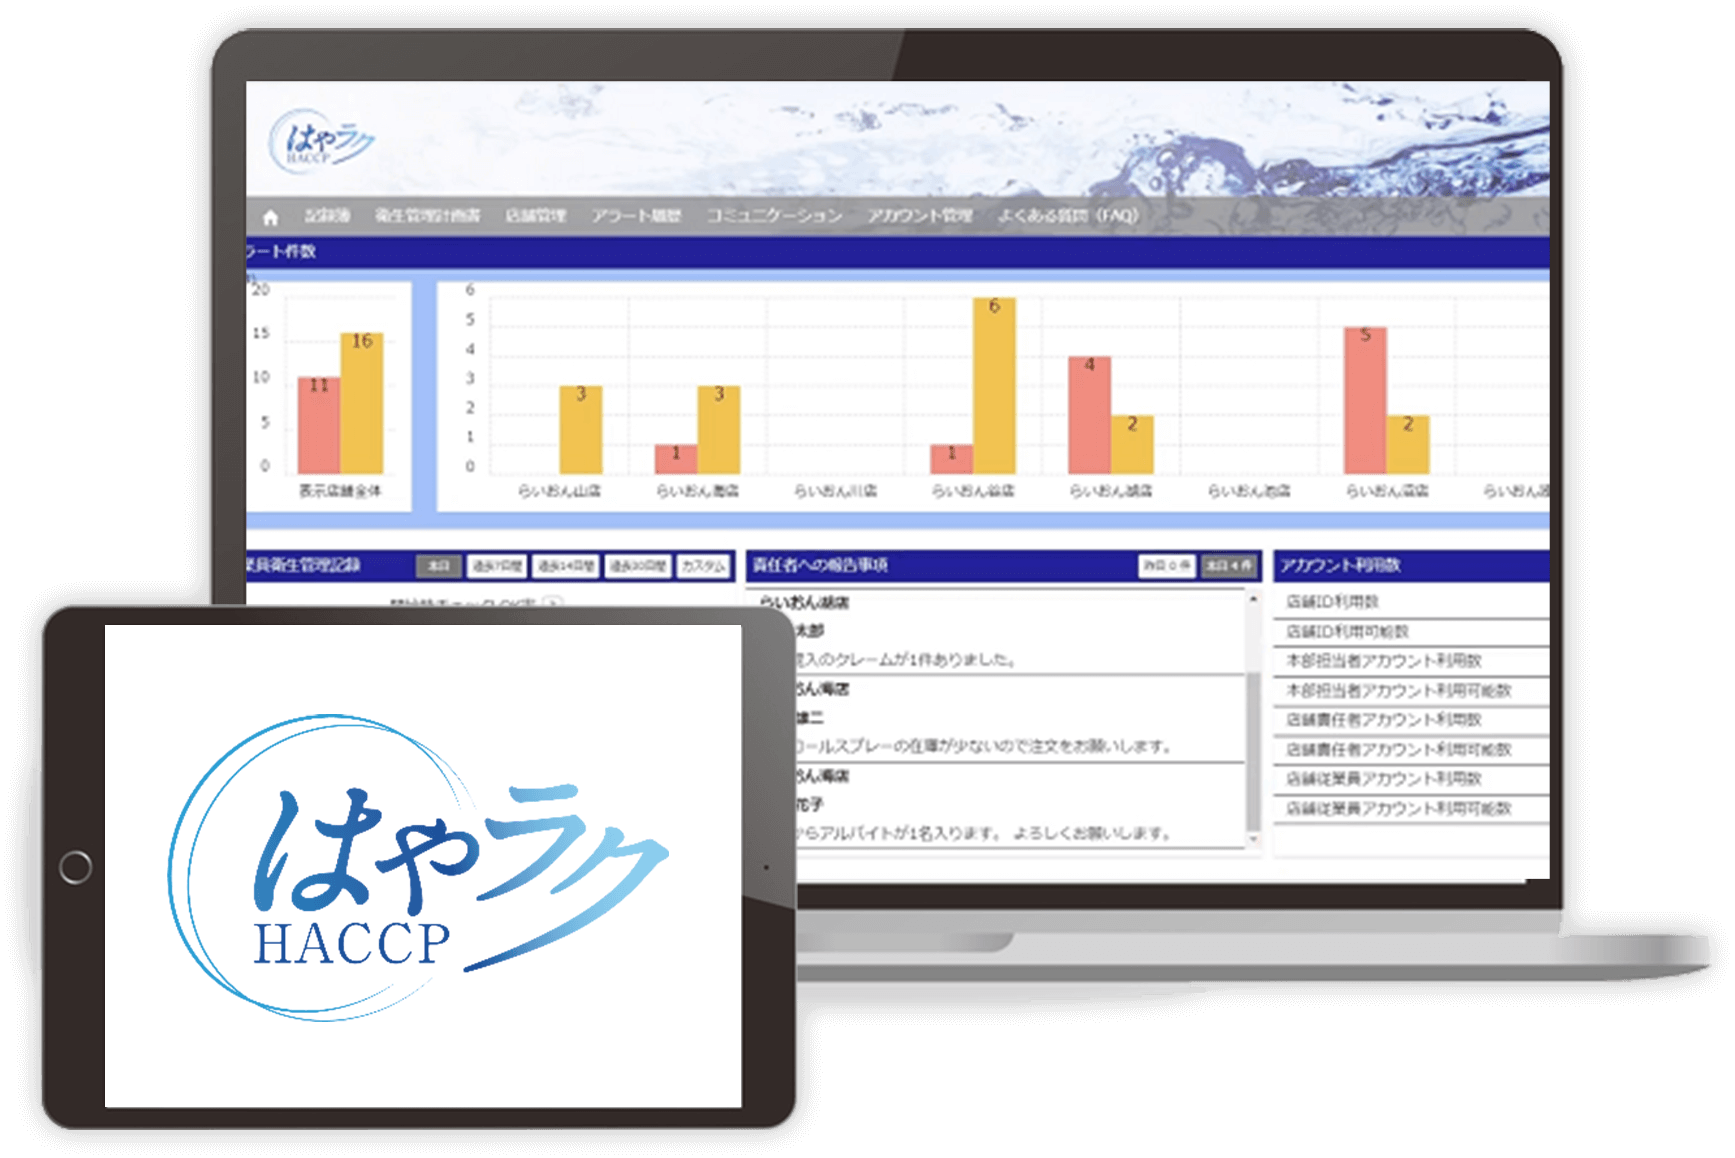 はやラク
HACCP
記録簿 衛生管理計画書 店舗管理 アラート履歴 コミュニケーション アカウント管理 よくある質問 (FAQ)
ラート件数
20
15
10
5
0
11
16
表示店舗全体
6
5
4
3
2
1
0
3
1
3
1
6
4
2
5
2
らいおん山店 らいおん海店 らいおん川店 らいおん谷店 らいおん湖店 らいおん池店 らいおん沼店 らいおん
業員衛生管理記録 本日 過去7日間 過去14日間 過去30日間 カスタム
責任者への報告事項 昨日 0 件 本日 4 件
らいおん湖店
太郎
混入のクレームが1件ありました。
おん海店
雄二
コールスプレーの在庫が少ないので注文をお願いします。
おん海店
花子
からアルバイトが1名入ります。 よろしくお願いします。
アカウント利用数
店舗ID利用数
店舗ID利用可能数
本部担当者アカウント利用数
本部担当者アカウント利用可能数
店舗責任者アカウント利用数
店舗責任者アカウント利用可能数
店舗従業員アカウント利用数
店舗従業員アカウント利用可能数
はやラク
HACCP